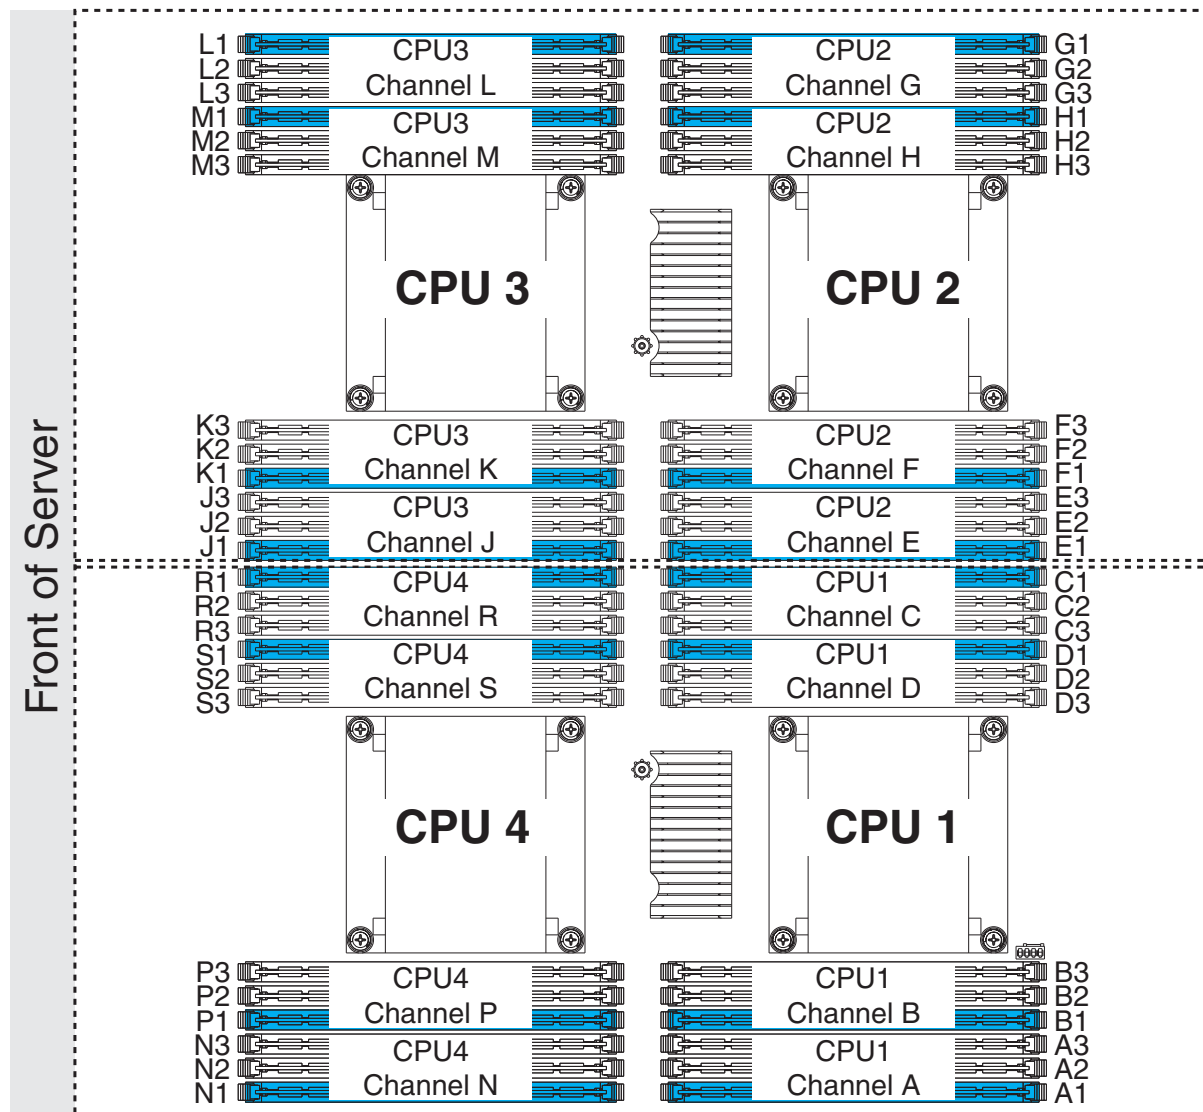 Front of Server
L1
L2
L3
CPU3
Channel L
CPU2
Channel G
G1
G2
G3
M1
M2
M3
CPU3
Channel M
CPU2
Channel H
H1
H2
H3
CPU 3
CPU 2
K3
K2
K1
CPU3
Channel K
CPU2
Channel F
F3
F2
F1
J3
J2
J1
CPU3
Channel J
CPU2
Channel E
E3
E2
E1
R1
R2
R3
CPU4
Channel R
CPU1
Channel C
C1
C2
C3
S1
S2
S3
CPU4
Channel S
CPU1
Channel D
D1
D2
D3
CPU 4
CPU 1
P3
P2
P1
CPU4
Channel P
CPU1
Channel B
B3
B2
B1
N3
N2
N1
CPU4
Channel N
CPU1
Channel A
A3
A2
A1